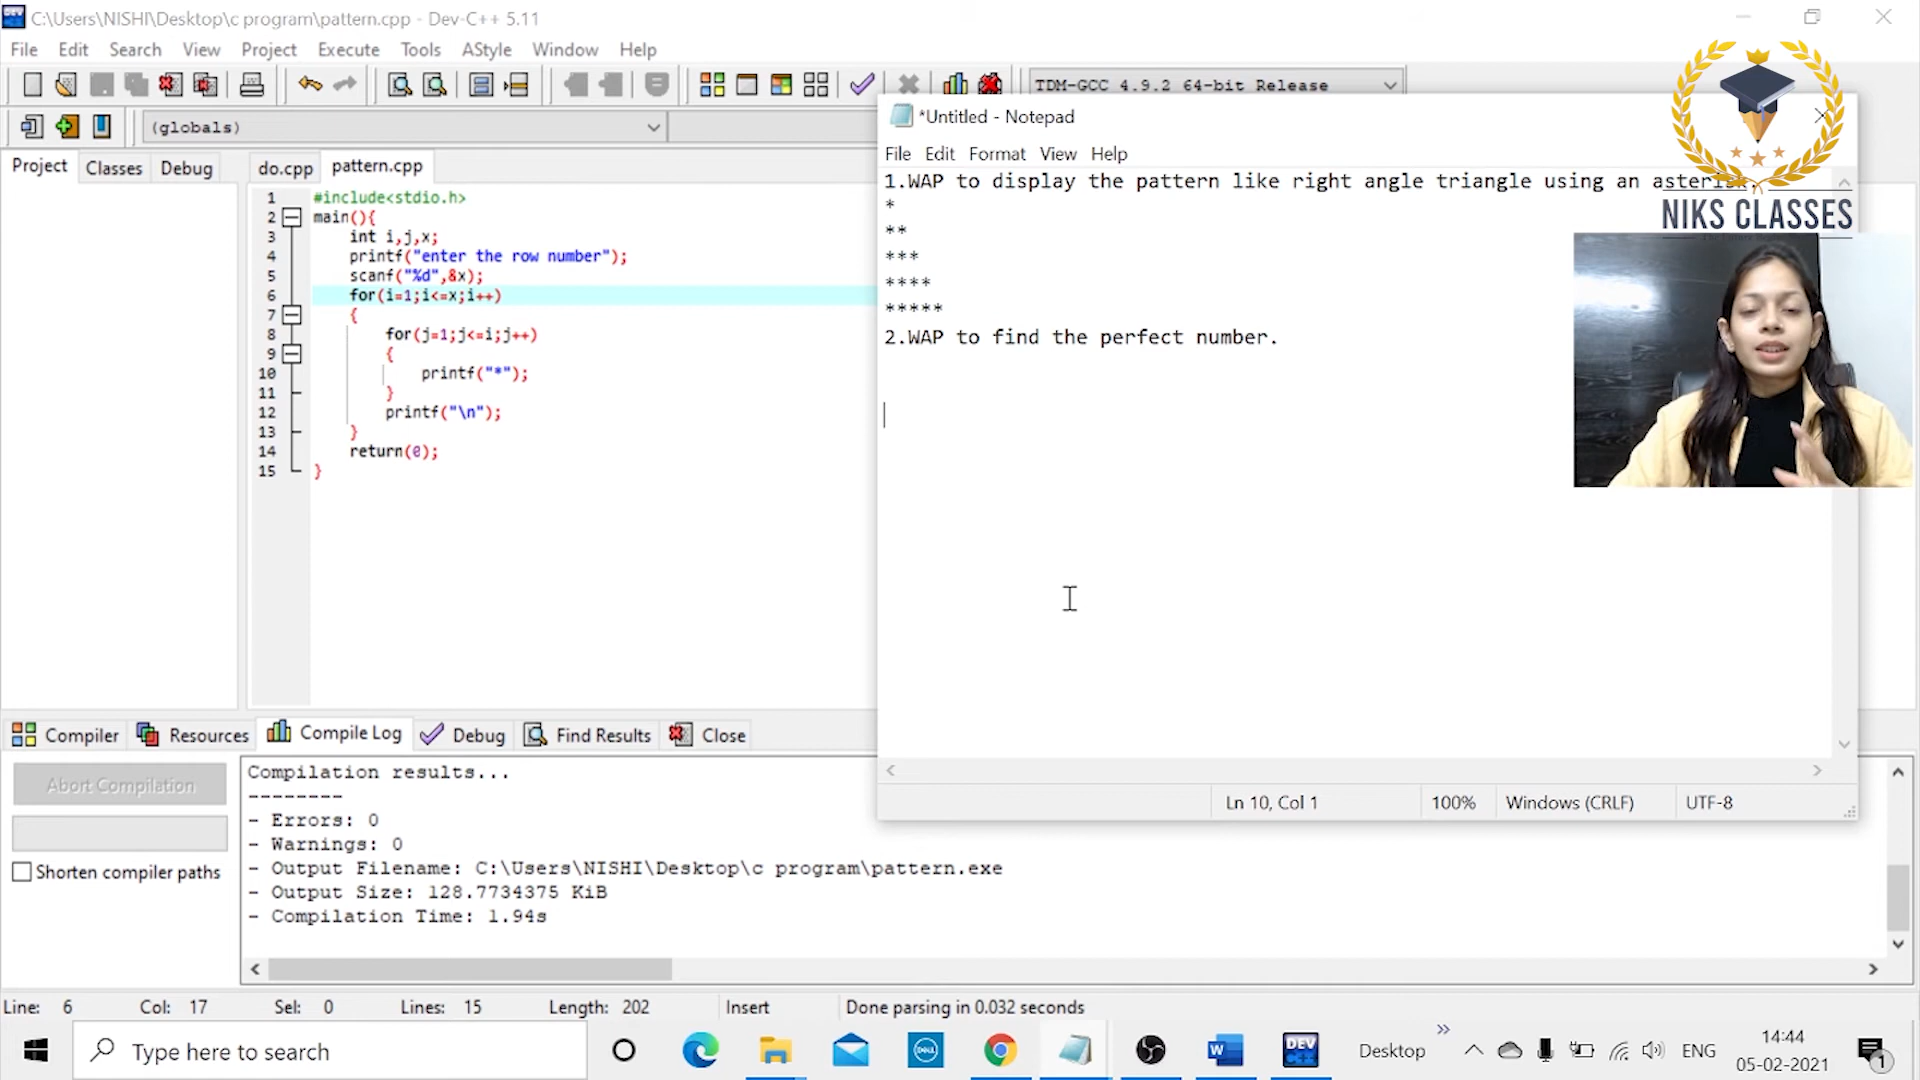 C:\Users\NISHI\Desktop\c program\pattern.cpp - Dev-C++ 5.11
File Edit Search View Project Execute Tools AStyle Window Help
TDM-GCC 4.9.2 64-bit Release
(globals)
Project Classes Debug
do.cpp pattern.cpp
1 #include<stdio.h>
2 main(){
3 int i,j,x;
4 printf("enter the row number");
5 scanf("%d",&x);
6 for(i=1;i<=x;i++)
7 {
8 for(j=1;j<=i;j++)
9 {
10 printf("*");
11 }
12 printf("\n");
13 }
14 return(0);
15 }
*Untitled - Notepad
File Edit Format View Help
1.WAP to display the pattern like right angle triangle using an asterisk.
*
**
***
****
*****
2.WAP to find the perfect number.
Ln 10, Col 1 100% Windows (CRLF) UTF-8
NIKS CLASSES
Compiler Resources Compile Log Debug Find Results Close
Abort Compilation
Shorten compiler paths
Compilation results...
--------
- Errors: 0
- Warnings: 0
- Output Filename: C:\Users\NISHI\Desktop\c program\pattern.exe
- Output Size: 128.7734375 KiB
- Compilation Time: 1.94s
Line: 6 Col: 17 Sel: 0 Lines: 15 Length: 202 Insert Done parsing in 0.032 seconds
Type here to search
DELL
W
DEV C++
Desktop
ENG
14:44
05-02-2021
1